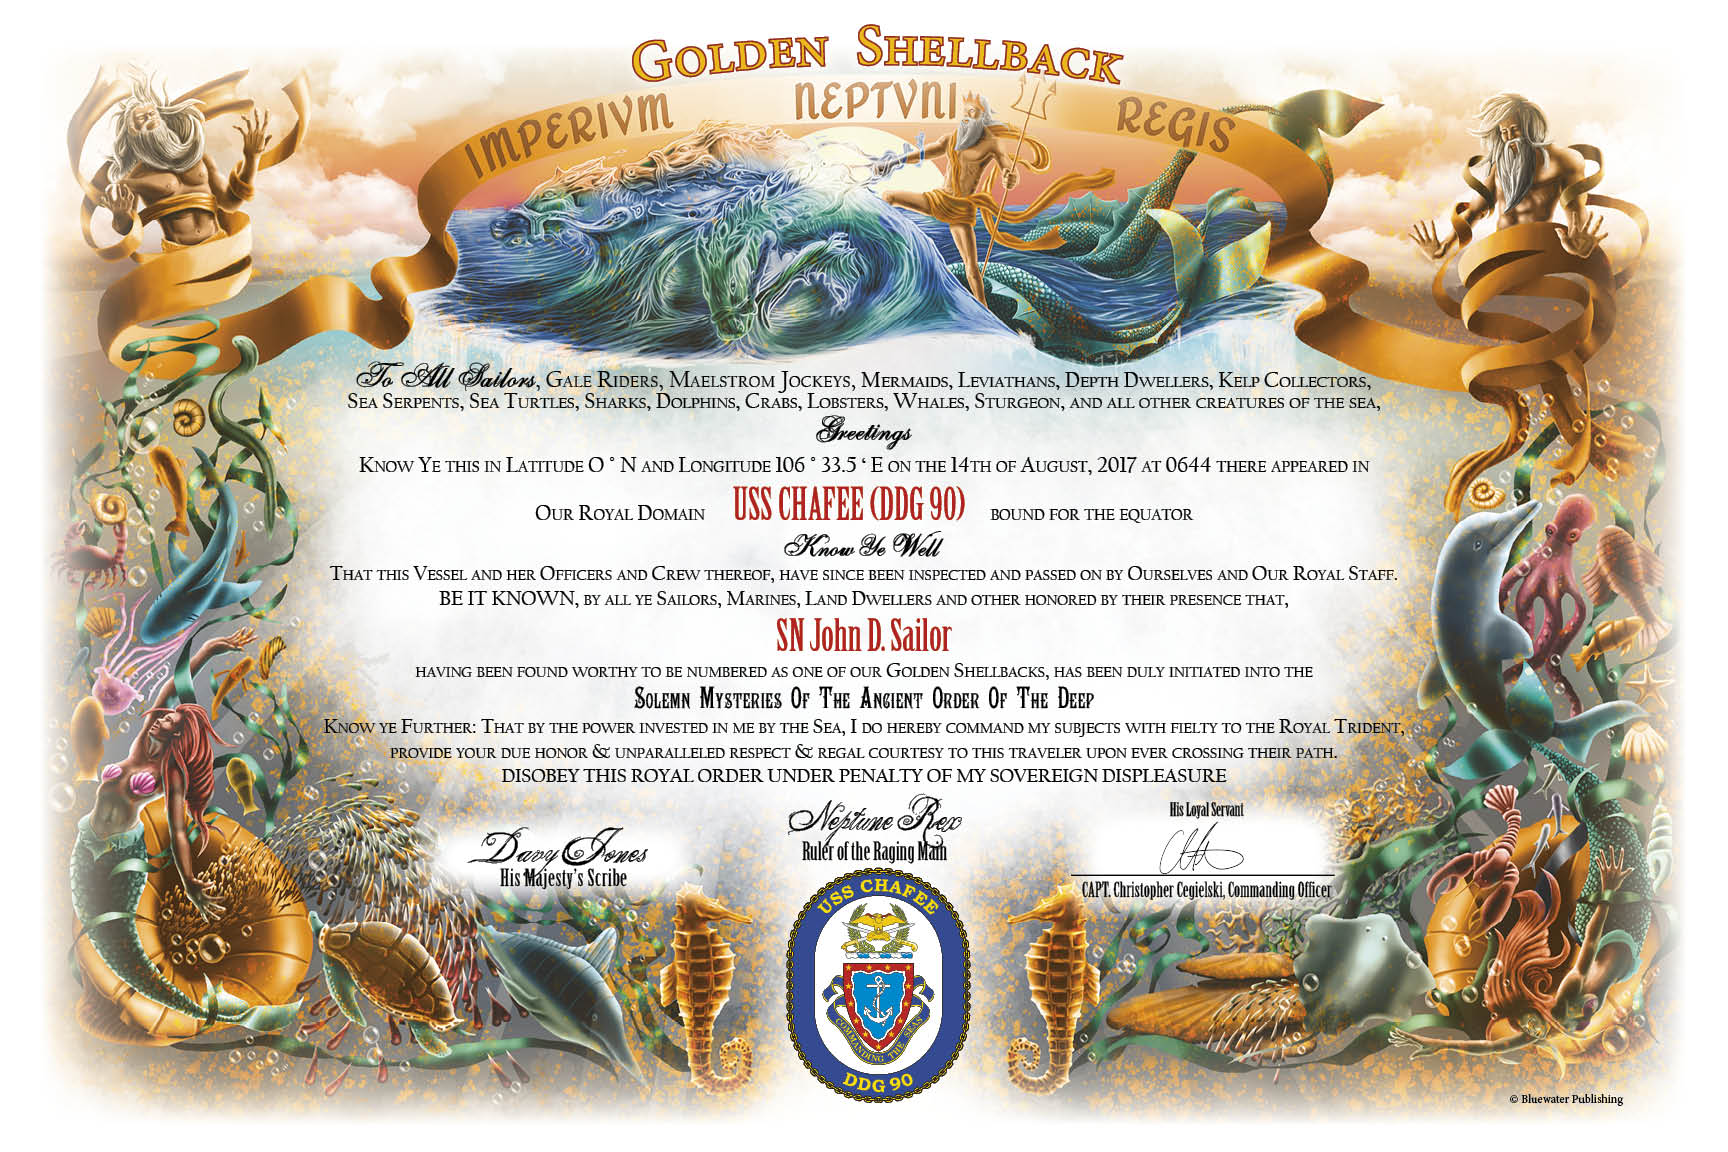 GOLDEN SHELLBACK
IMPERIVM NEPTVNI REGIS
To All Sailors, Gale Riders, Maelstrom Jockeys, Mermaids, Leviathans, Depth Dwellers, Kelp Collectors,
Sea Serpents, Sea Turtles, Sharks, Dolphins, Crabs, Lobsters, Whales, Sturgeon, and all other creatures of the sea,
Greetings
Know Ye this in Latitude O ° N and Longitude 106 ° 33.5 ‘ E on the 14th of August, 2017 at 0644 there appeared in
Our Royal Domain USS CHAFEE (DDG 90) bound for the equator
Know Ye Well
That this Vessel and her Officers and Crew thereof, have since been inspected and passed on by Ourselves and Our Royal Staff.
BE IT KNOWN, by all ye Sailors, Marines, Land Dwellers and other honored by their presence that,
SN John D. Sailor
having been found worthy to be numbered as one of our Golden Shellbacks, has been duly initiated into the
Solemn Mysteries Of The Ancient Order Of The Deep
Know ye Further: That by the power invested in me by the Sea, I do hereby command my subjects with fielty to the Royal Trident,
provide your due honor & unparalleled respect & regal courtesy to this traveler upon ever crossing their path.
DISOBEY THIS ROYAL ORDER UNDER PENALTY OF MY SOVEREIGN DISPLEASURE
Davy Jones
His Majesty's Scribe
Neptune Rex
Ruler of the Raging Main
His Loyal Servant
CAPT. Christopher Cegielski, Commanding Officer
USS CHAFEE
COMMANDING THE SEAS
DDG 90
© Bluewater Publishing